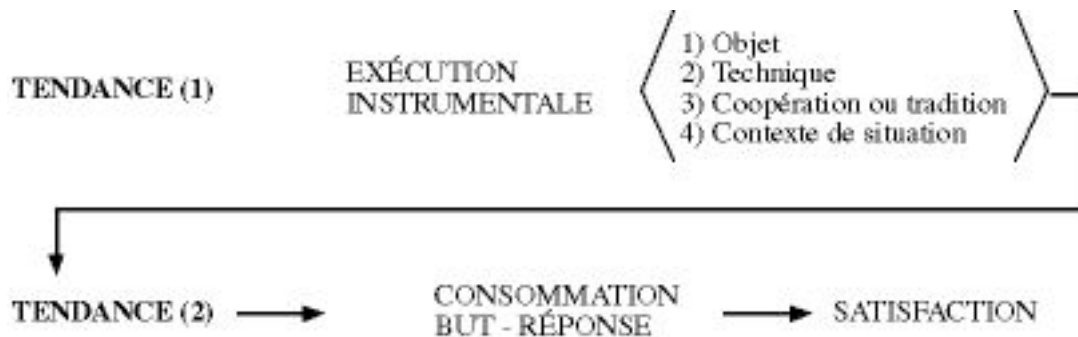 TENDANCE (1)
EXÉCUTION
INSTRUMENTALE
1) Objet
2) Technique
3) Coopération ou tradition
4) Contexte de situation
TENDANCE (2)
CONSOMMATION
BUT - RÉPONSE
SATISFACTION